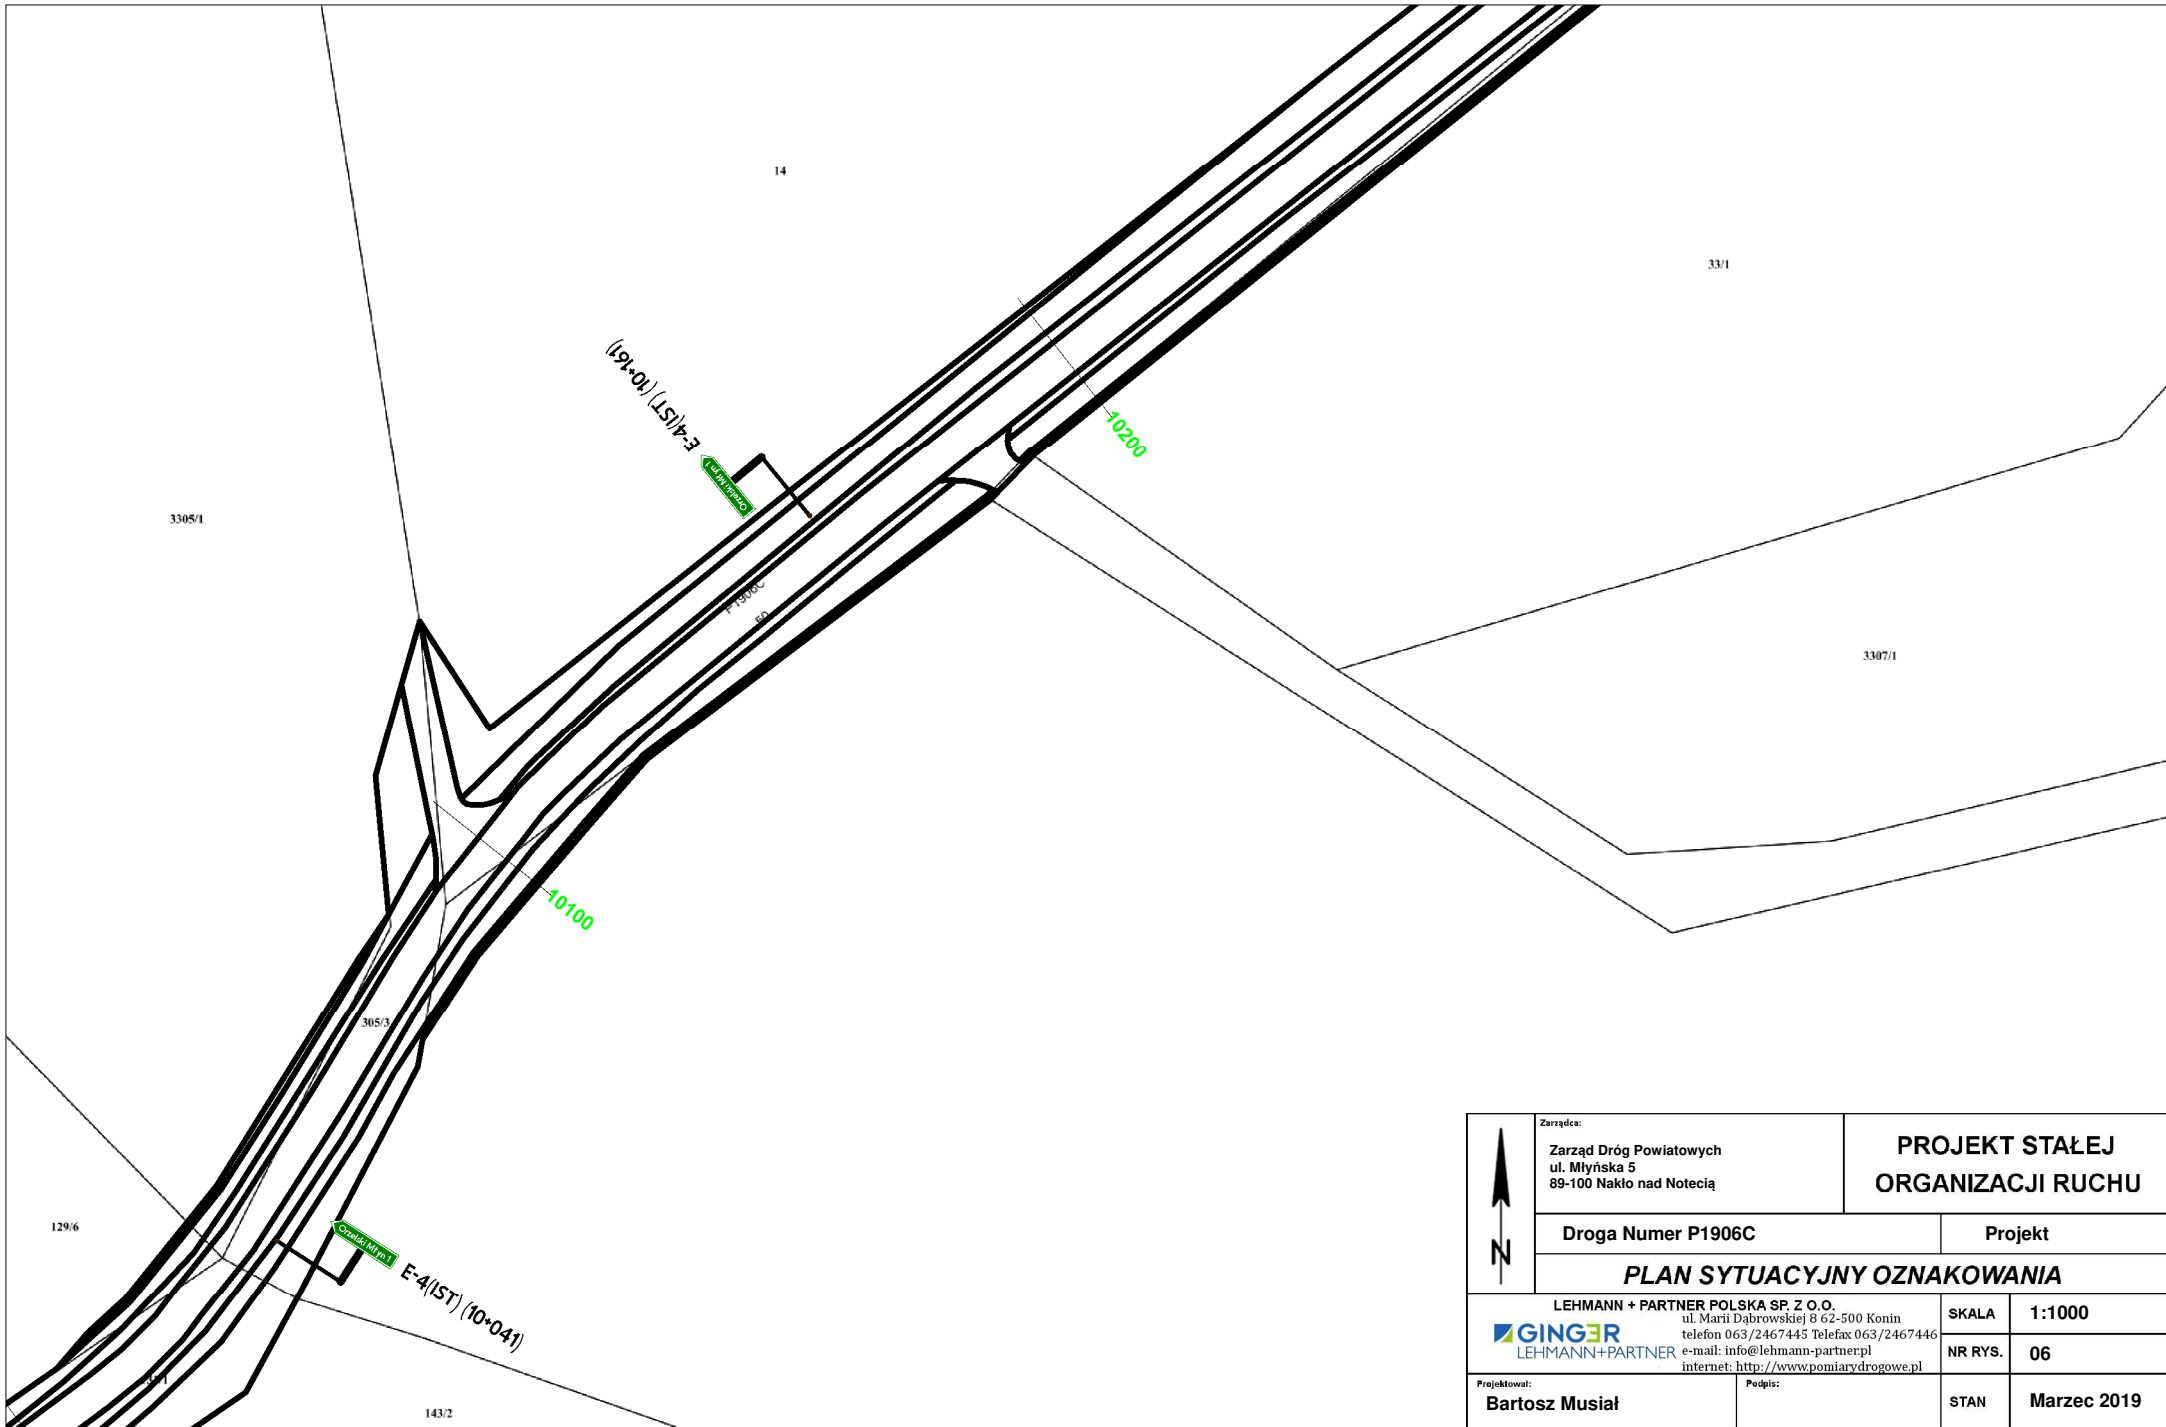 14
33/1
E-4(IST) (10+161)
Orzelski Młyn 1
10200
3305/1
P1906C
3307/1
10100
305/3
129/6
Orzelski Młyn 1
E-4(IST) (10+041)
143/2
Zarządca:
Zarząd Dróg Powiatowych
ul. Młyńska 5
89-100 Nakło nad Notecią
PROJEKT STAŁEJ
ORGANIZACJI RUCHU
N
Droga Numer P1906C
Projekt
PLAN SYTUACYJNY OZNAKOWANIA
LEHMANN + PARTNER POLSKA SP. Z O.O.
ul. Marii Dąbrowskiej 8 62-500 Konin
telefon 063/2467445 Telefax 063/2467446
e-mail: info@lehmann-partner.pl
internet: http://www.pomiarydrogowe.pl
GINGER
LEHMANN+PARTNER
SKALA 1:1000
NR RYS. 06
Projektował:
Bartosz Musiał
Podpis:
STAN Marzec 2019